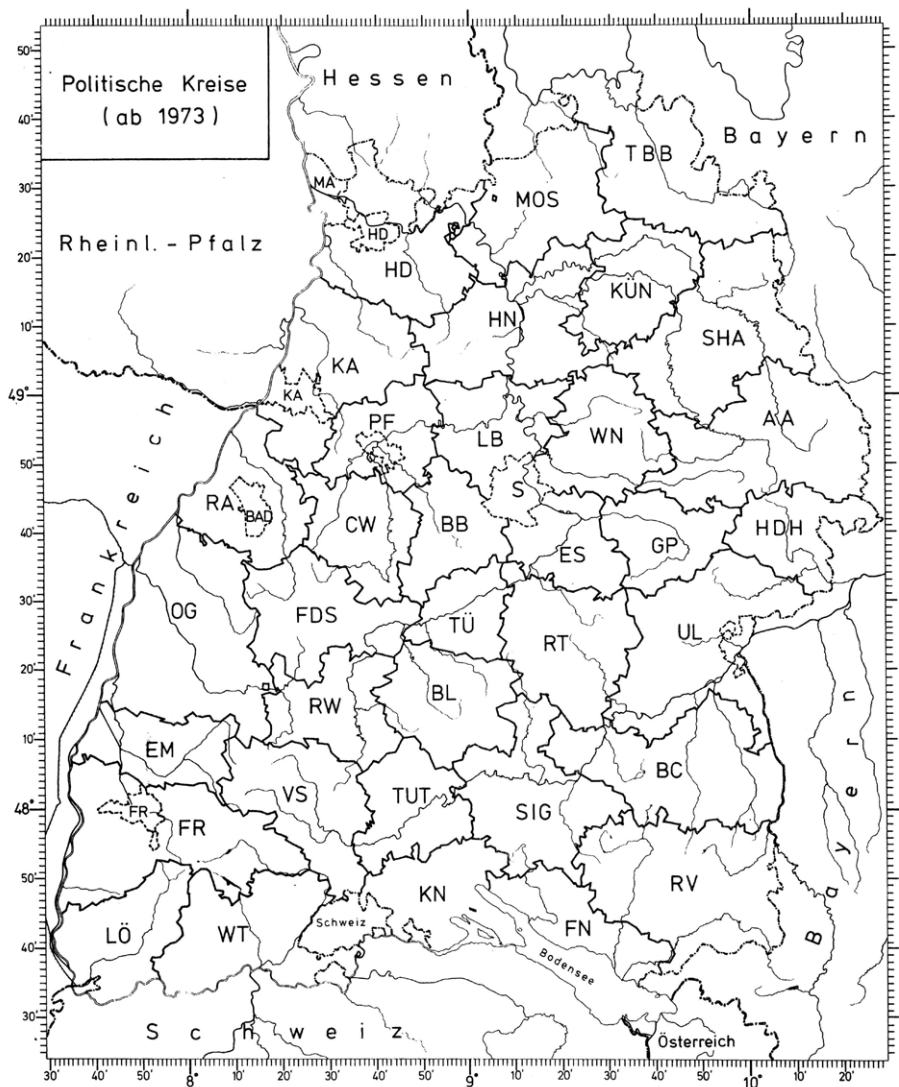 Politische Kreise
(ab 1973)
Hessen
Bayern
Rheinl.-Pfalz
Frankreich
TBB
MA
MOS
HD
HD
KÜN
HN
SHA
KA
KA
AA
PF
LB
WN
S
RA
BAD
CW
BB
ES
GP
HDH
OG
FDS
TÜ
RT
UL
RW
BL
EM
BC
VS
TUT
SIG
FR
FR
RV
KN
FN
LÖ
WT
Schweiz
Bodensee
Bayern
Schweiz
Österreich
50'
40'
30'
20'
10'
49°
50'
40'
30'
20'
10'
48°
50'
40'
30'
30' 40' 50' 8° 10' 20' 30' 40' 50' 9° 10' 20' 30' 40' 50' 10° 10' 20'